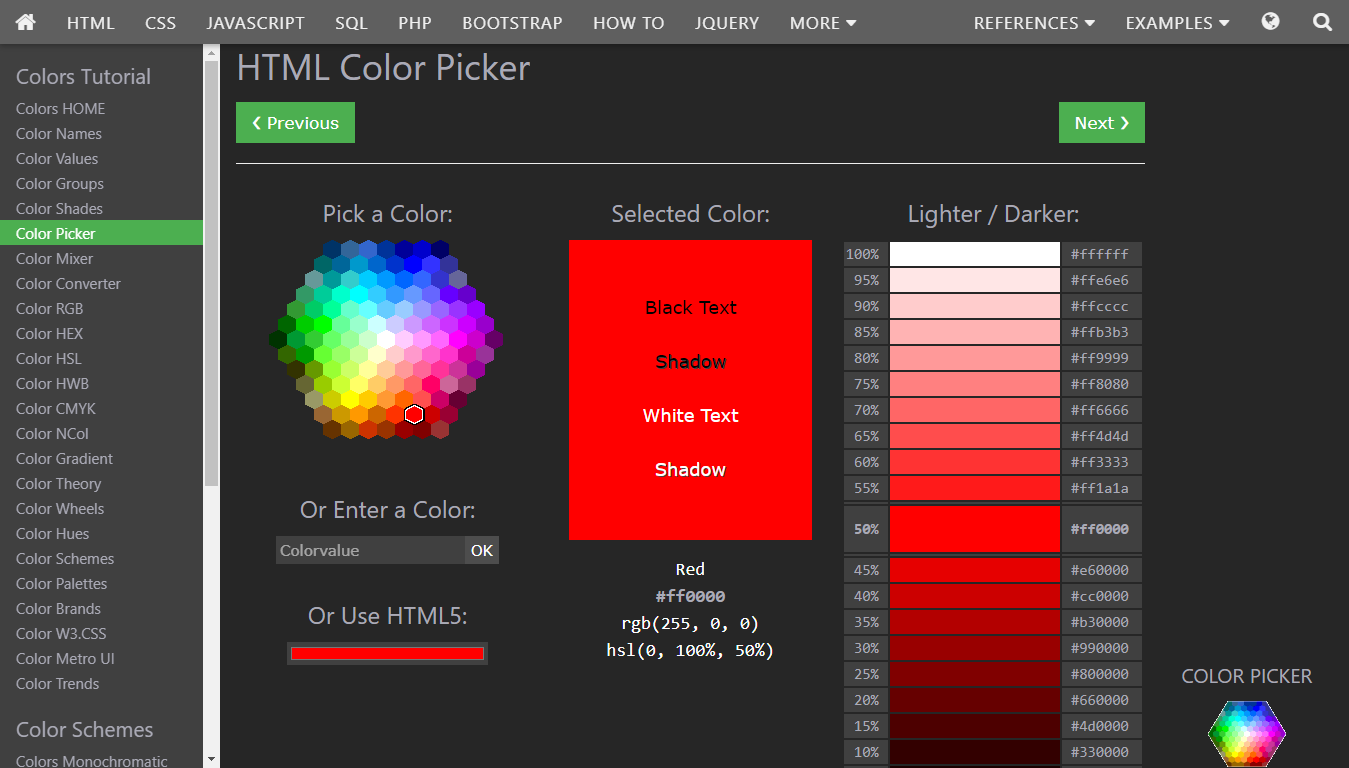 HTML CSS JAVASCRIPT SQL PHP BOOTSTRAP HOW TO JQUERY MORE REFERENCES EXAMPLES
Colors Tutorial
Colors HOME
Color Names
Color Values
Color Groups
Color Shades
Color Picker
Color Mixer
Color Converter
Color RGB
Color HEX
Color HSL
Color HWB
Color CMYK
Color NCol
Color Gradient
Color Theory
Color Wheels
Color Hues
Color Schemes
Color Palettes
Color Brands
Color W3.CSS
Color Metro UI
Color Trends
Color Schemes
Colors Monochromatic
HTML Color Picker
❮ Previous
Next ❯
Pick a Color:
Or Enter a Color:
Colorvalue OK
Or Use HTML5:
Selected Color:
Black Text
Shadow
White Text
Shadow
Red
#ff0000
rgb(255, 0, 0)
hsl(0, 100%, 50%)
Lighter / Darker:
100% #ffffff
95% #ffe6e6
90% #ffcccc
85% #ffb3b3
80% #ff9999
75% #ff8080
70% #ff6666
65% #ff4d4d
60% #ff3333
55% #ff1a1a
50% #ff0000
45% #e60000
40% #cc0000
35% #b30000
30% #990000
25% #800000
20% #660000
15% #4d0000
10% #330000
COLOR PICKER